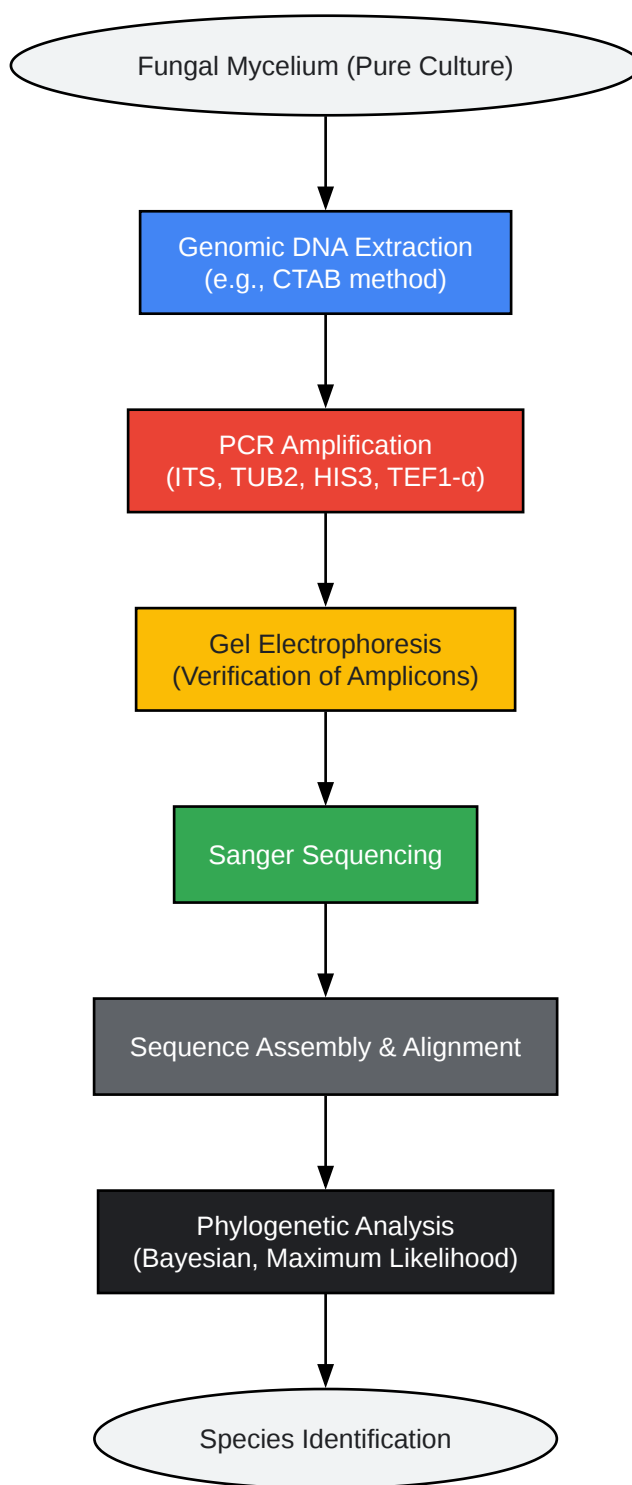 Fungal Mycelium (Pure Culture)
Genomic DNA Extraction
(e.g., CTAB method)
PCR Amplification
(ITS, TUB2, HIS3, TEF1-α)
Gel Electrophoresis
(Verification of Amplicons)
Sanger Sequencing
Sequence Assembly & Alignment
Phylogenetic Analysis
(Bayesian, Maximum Likelihood)
Species Identification